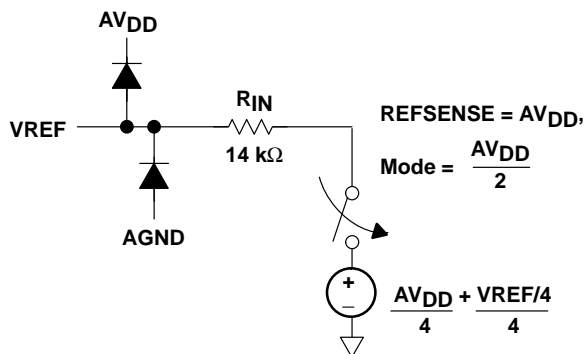 AVDD
RIN
VREF
14 kΩ
REFSENSE = AVDD,
Mode = AVDD
2
AGND
+
−
AVDD + VREF/4
4 4